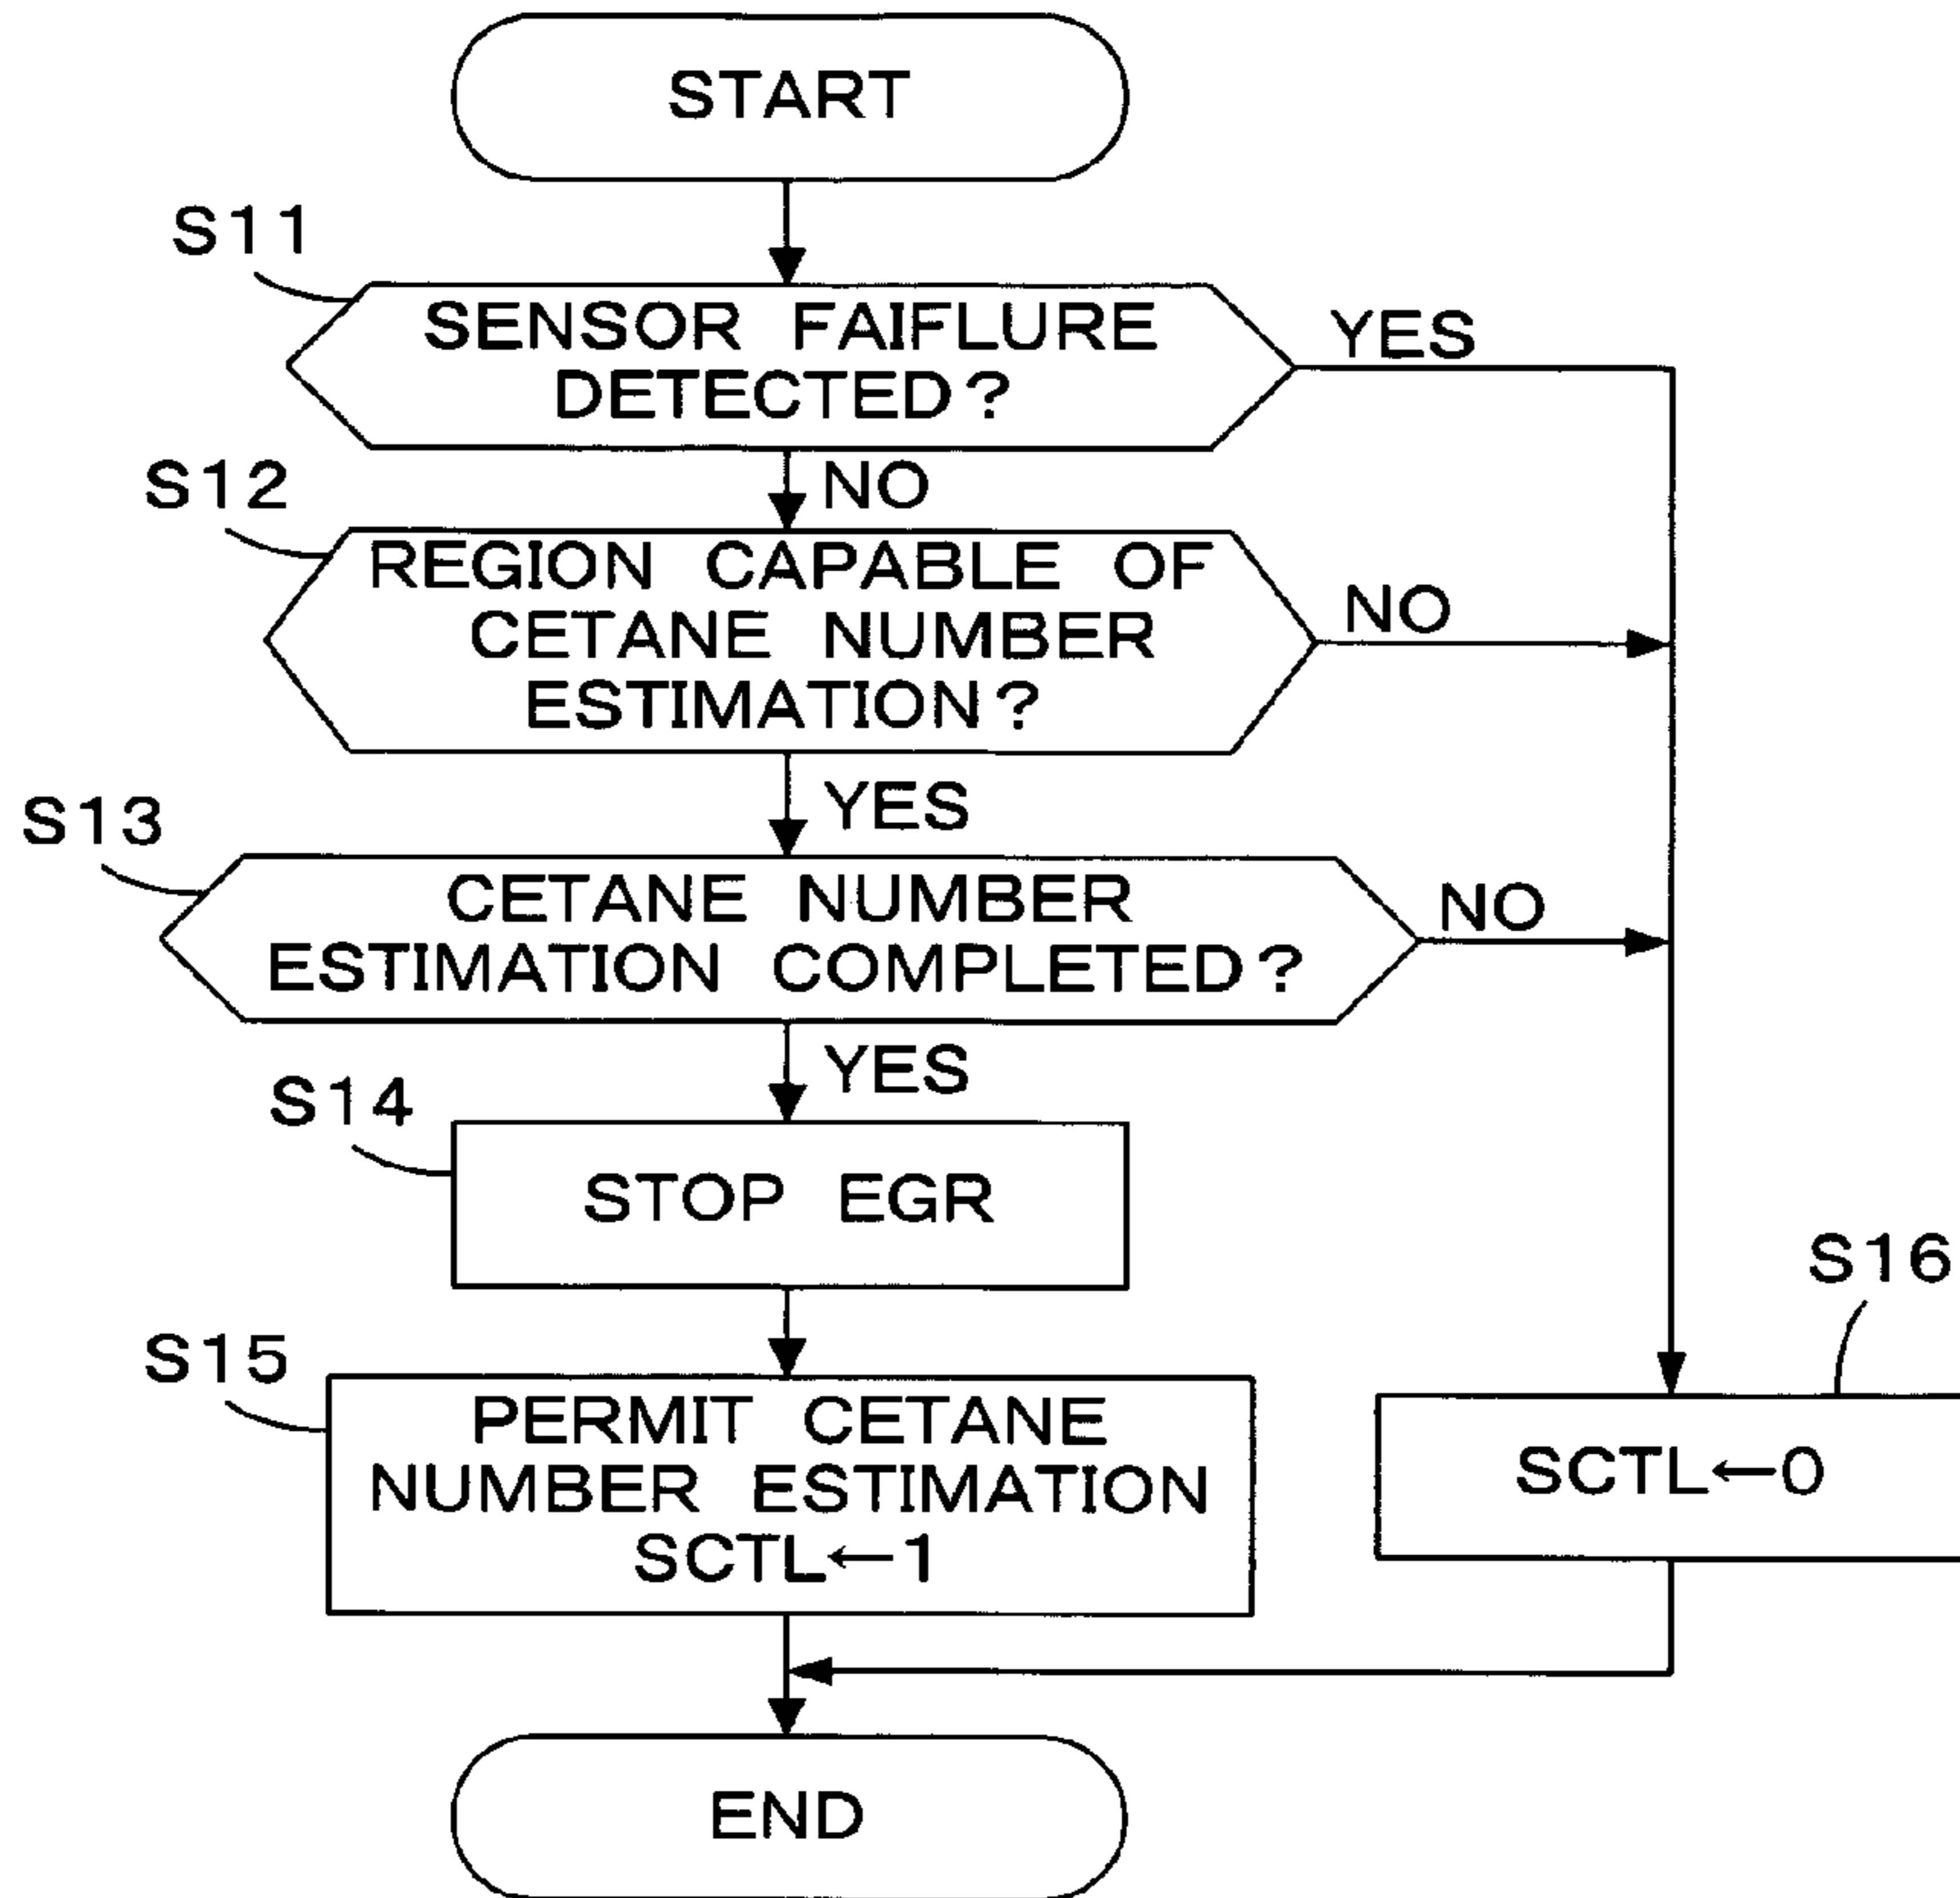 START
S11
SENSOR FAIFLURE
DETECTED?
YES
NO
S12
REGION CAPABLE OF
CETANE NUMBER
ESTIMATION?
NO
YES
S13
CETANE NUMBER
ESTIMATION COMPLETED?
NO
YES
S14
STOP EGR
S15
PERMIT CETANE
NUMBER ESTIMATION
SCTL←1
S16
SCTL←0
END